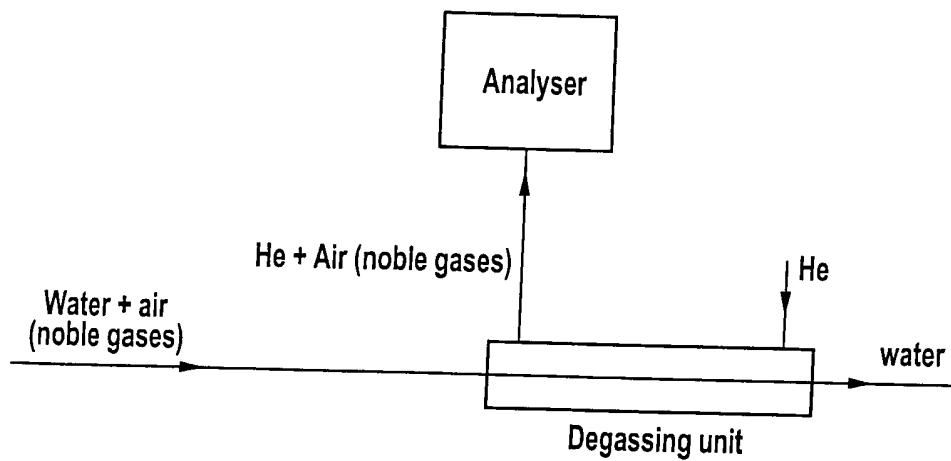 Analyser
He + Air (noble gases)
He
Water + air
(noble gases)
water
Degassing unit